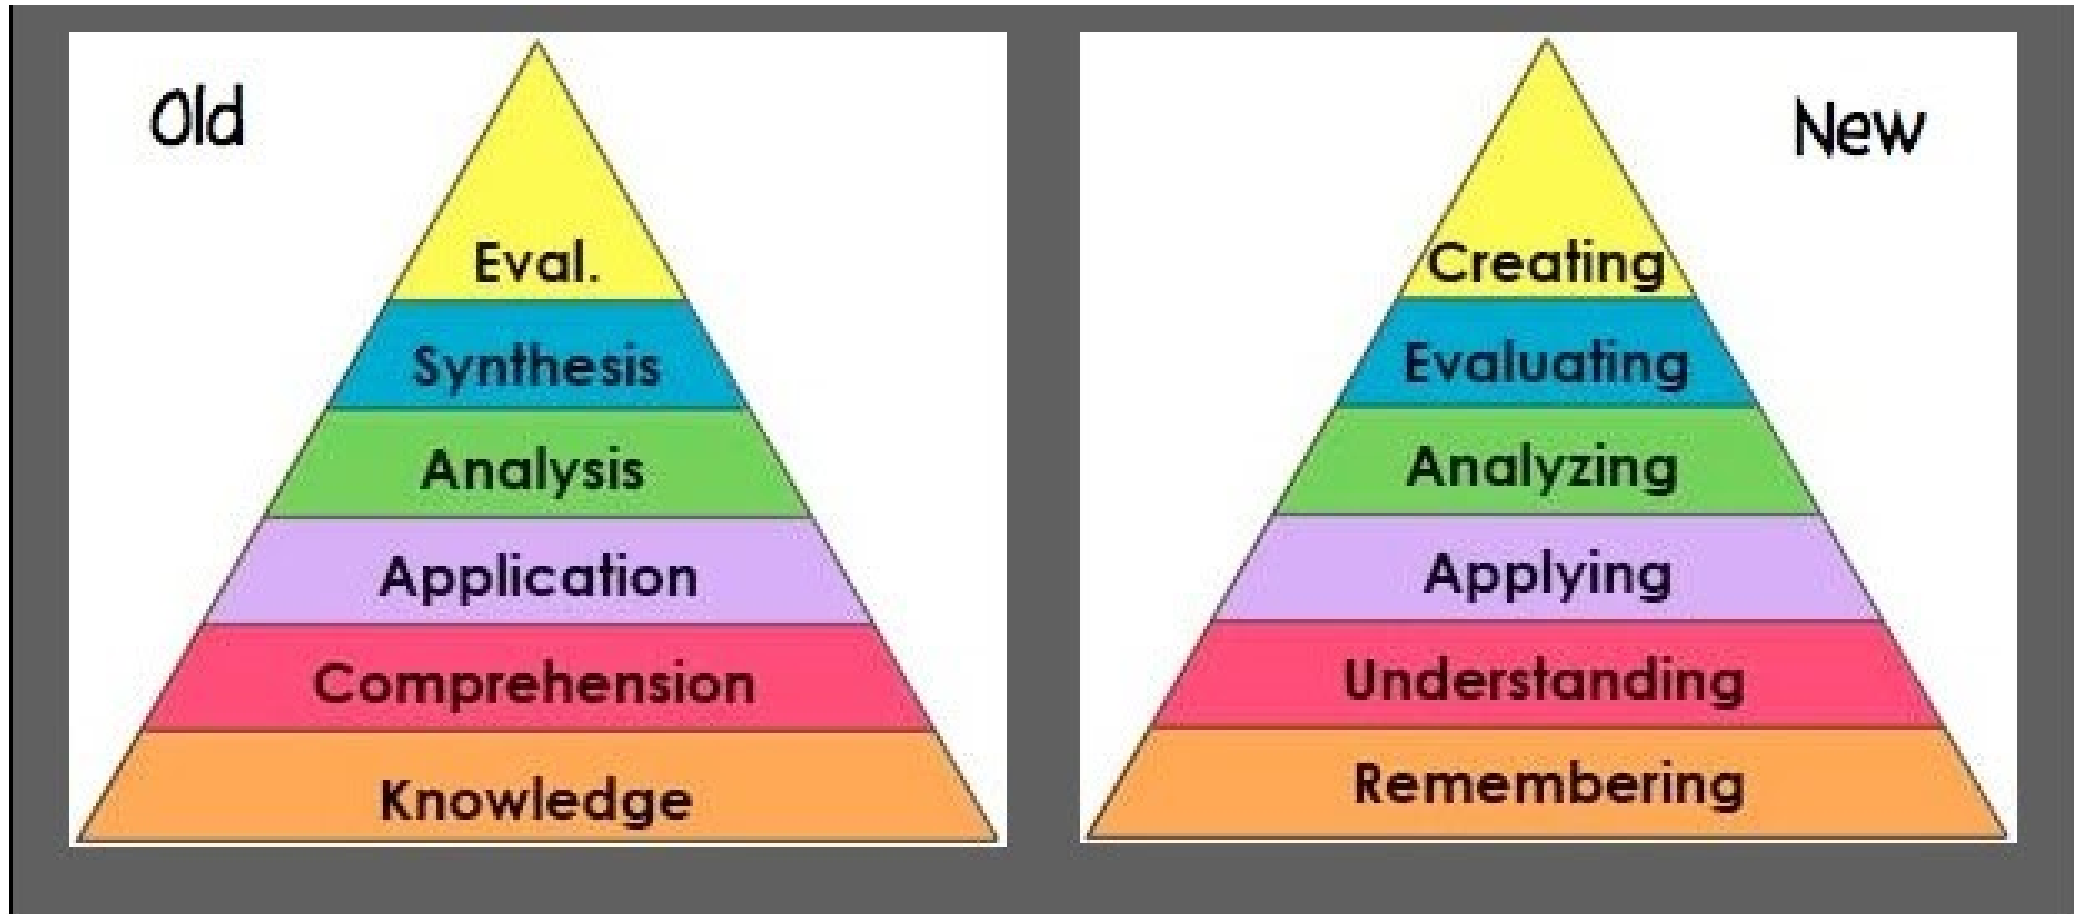 Old
Eval.
Synthesis
Analysis
Application
Comprehension
Knowledge
New
Creating
Evaluating
Analyzing
Applying
Understanding
Remembering